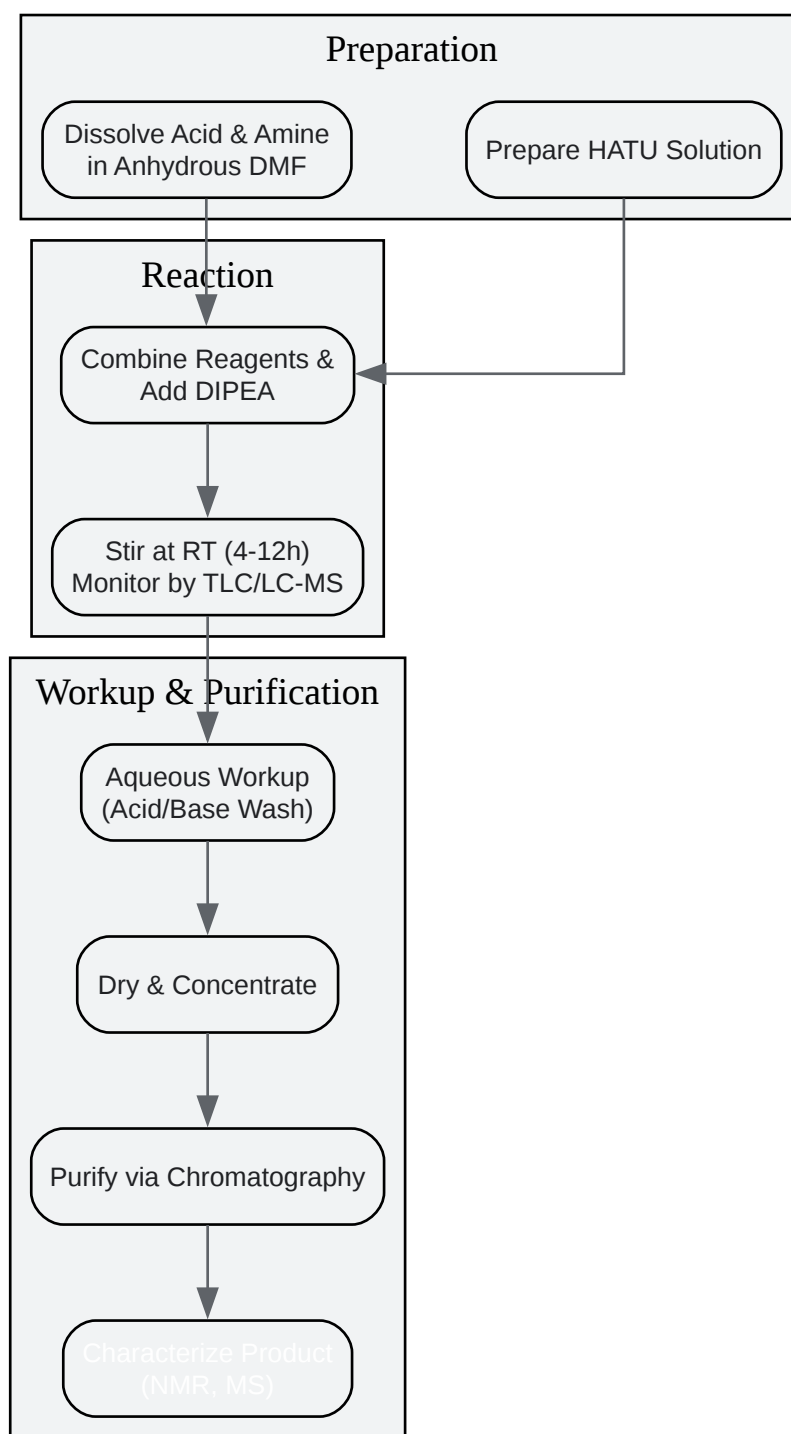 Preparation
Dissolve Acid & Amine
in Anhydrous DMF
Prepare HATU Solution
Reaction
Combine Reagents &
Add DIPEA
Stir at RT (4-12h)
Monitor by TLC/LC-MS
Workup & Purification
Aqueous Workup
(Acid/Base Wash)
Dry & Concentrate
Purify via Chromatography
Characterize Product
(NMR, MS)